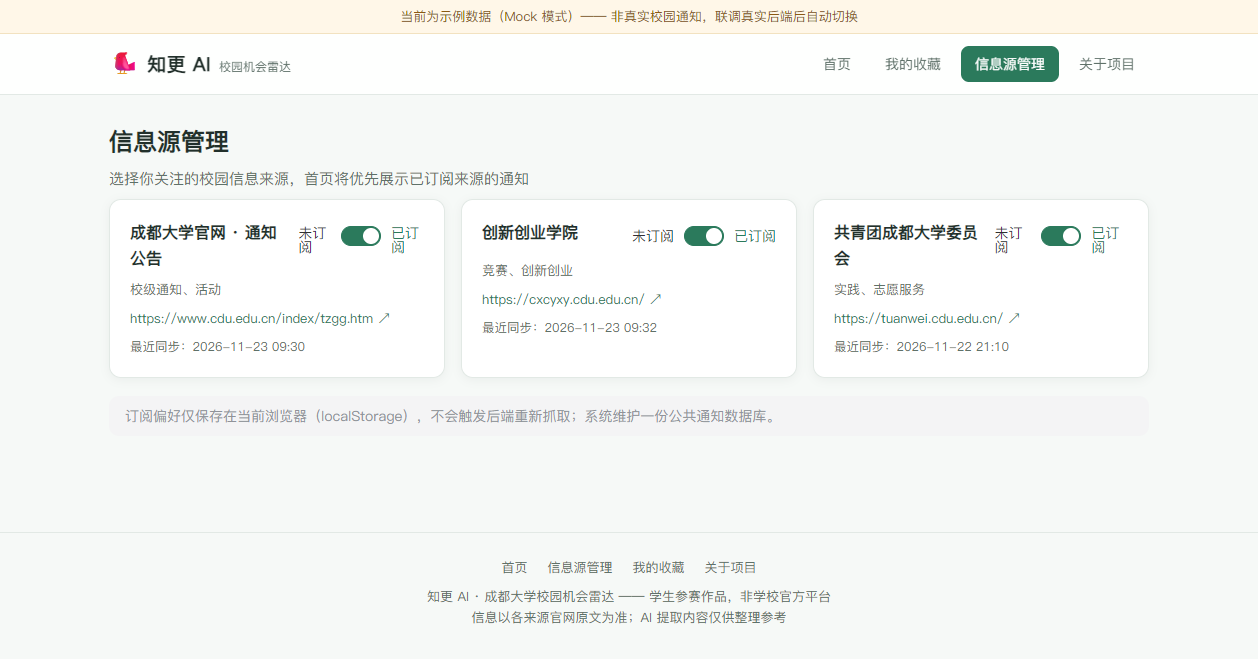 当前为示例数据（Mock 模式）—— 非真实校园通知，联调真实后端后自动切换
知更 AI 校园机会雷达
首页 我的收藏 信息源管理 关于项目
信息源管理
选择你关注的校园信息来源，首页将优先展示已订阅来源的通知
成都大学官网 · 通知
公告
未订
阅
已订
阅
校级通知、活动
https://www.cdu.edu.cn/index/tzgg.htm ↗
最近同步：2026-11-23 09:30
创新创业学院
未订阅 已订阅
竞赛、创新创业
https://cxcyxy.cdu.edu.cn/ ↗
最近同步：2026-11-23 09:32
共青团成都大学委员
会
未订
阅
已订
阅
实践、志愿服务
https://tuanwei.cdu.edu.cn/ ↗
最近同步：2026-11-22 21:10
订阅偏好仅保存在当前浏览器（localStorage），不会触发后端重新抓取；系统维护一份公共通知数据库。
首页 信息源管理 我的收藏 关于项目
知更 AI · 成都大学校园机会雷达 —— 学生参赛作品，非学校官方平台
信息以各来源官网原文为准；AI 提取内容仅供整理参考